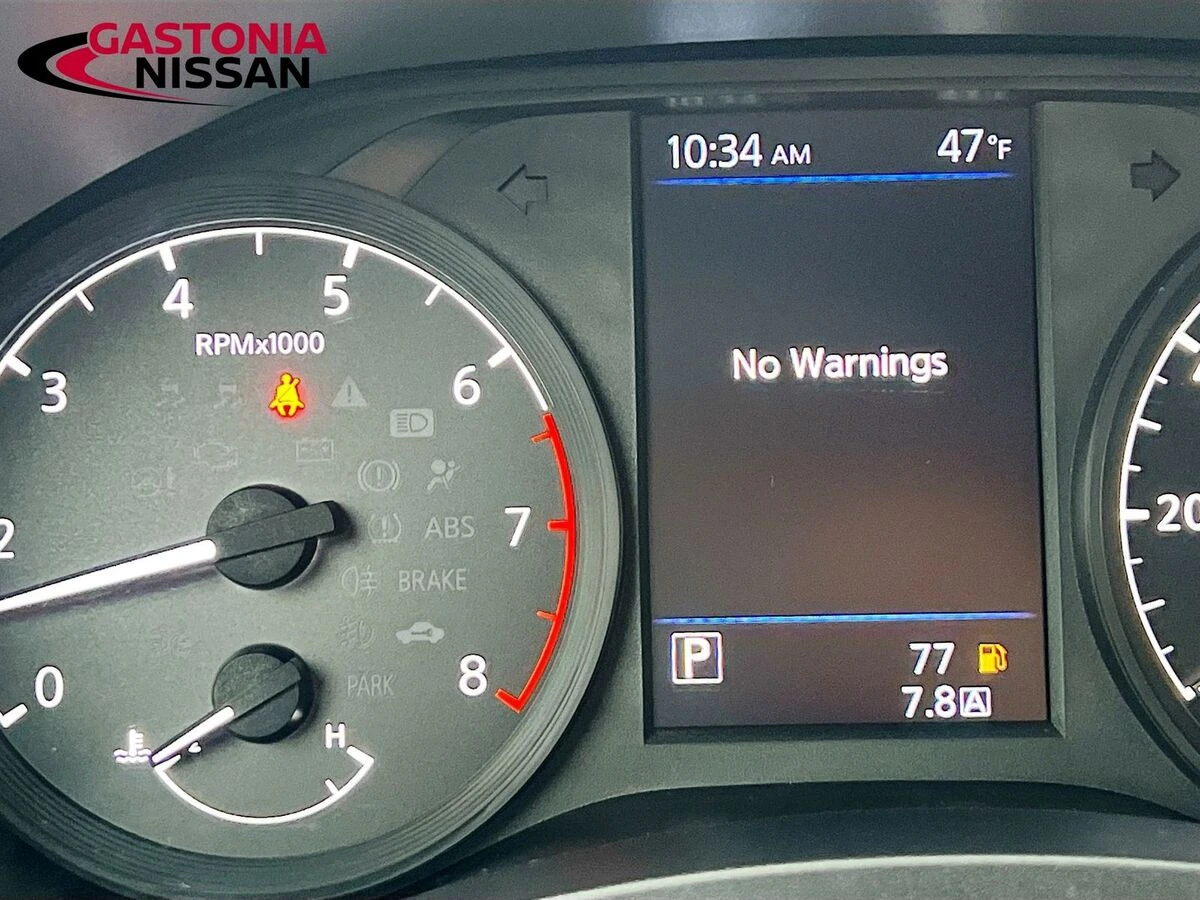 GASTONIA
NISSAN
10:34 AM 47°F
4 5
RPMx1000
3 6
No Warnings
2 7 ABS
20
BRAKE
0 8 PARK
P 77
7.8 A
H